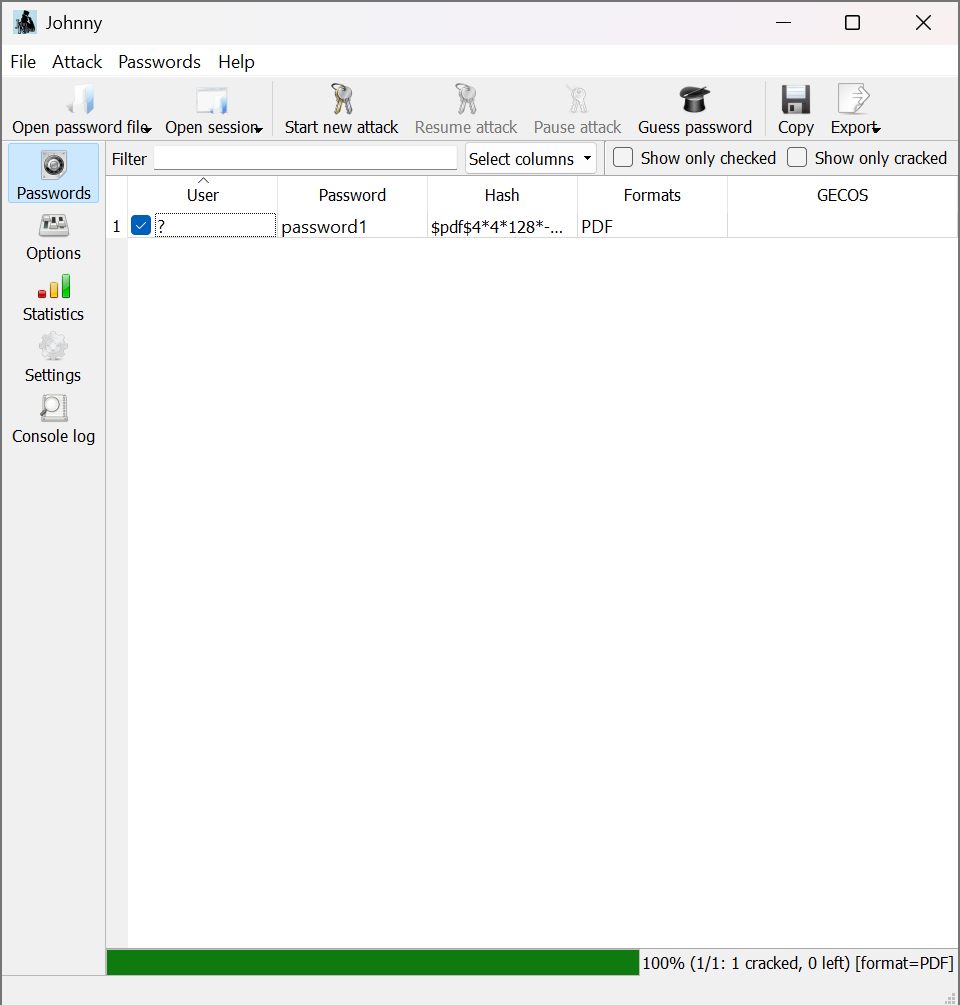 Johnny
File Attack Passwords Help
Open password file Open session Start new attack Resume attack Pause attack Guess password Copy Export
Passwords
Options
Statistics
Settings
Console log
Filter Select columns Show only checked Show only cracked
User Password Hash Formats GECOS
1 ? password1 $pdf$4*4*128*-... PDF
100% (1/1: 1 cracked, 0 left) [format=PDF]